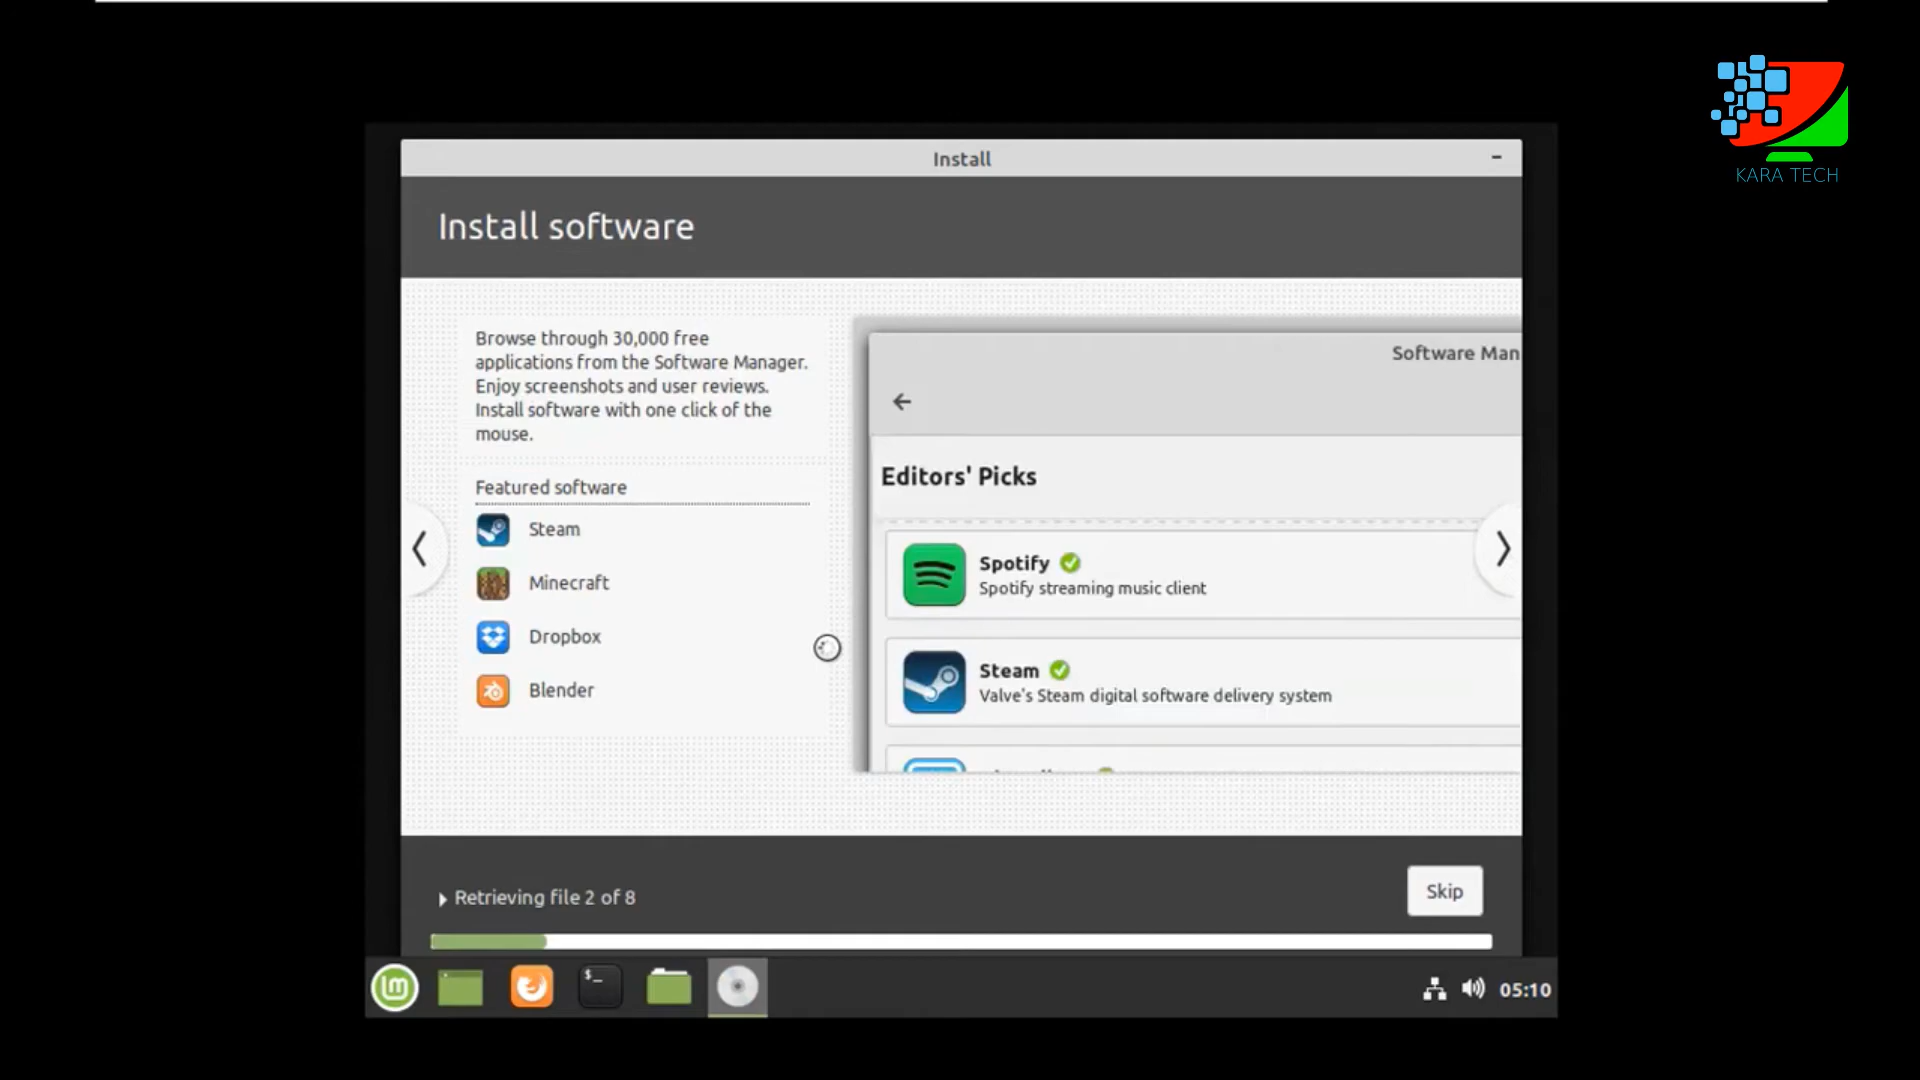 KARA TECH
Install
Install software
Browse through 30,000 free
applications from the Software Manager.
Enjoy screenshots and user reviews.
Install software with one click of the
mouse.
Featured software
Steam
Minecraft
Dropbox
Blender
Software Man
Editors' Picks
Spotify
Spotify streaming music client
Steam
Valve's Steam digital software delivery system
Retrieving file 2 of 8
Skip
lm
$_
05:10